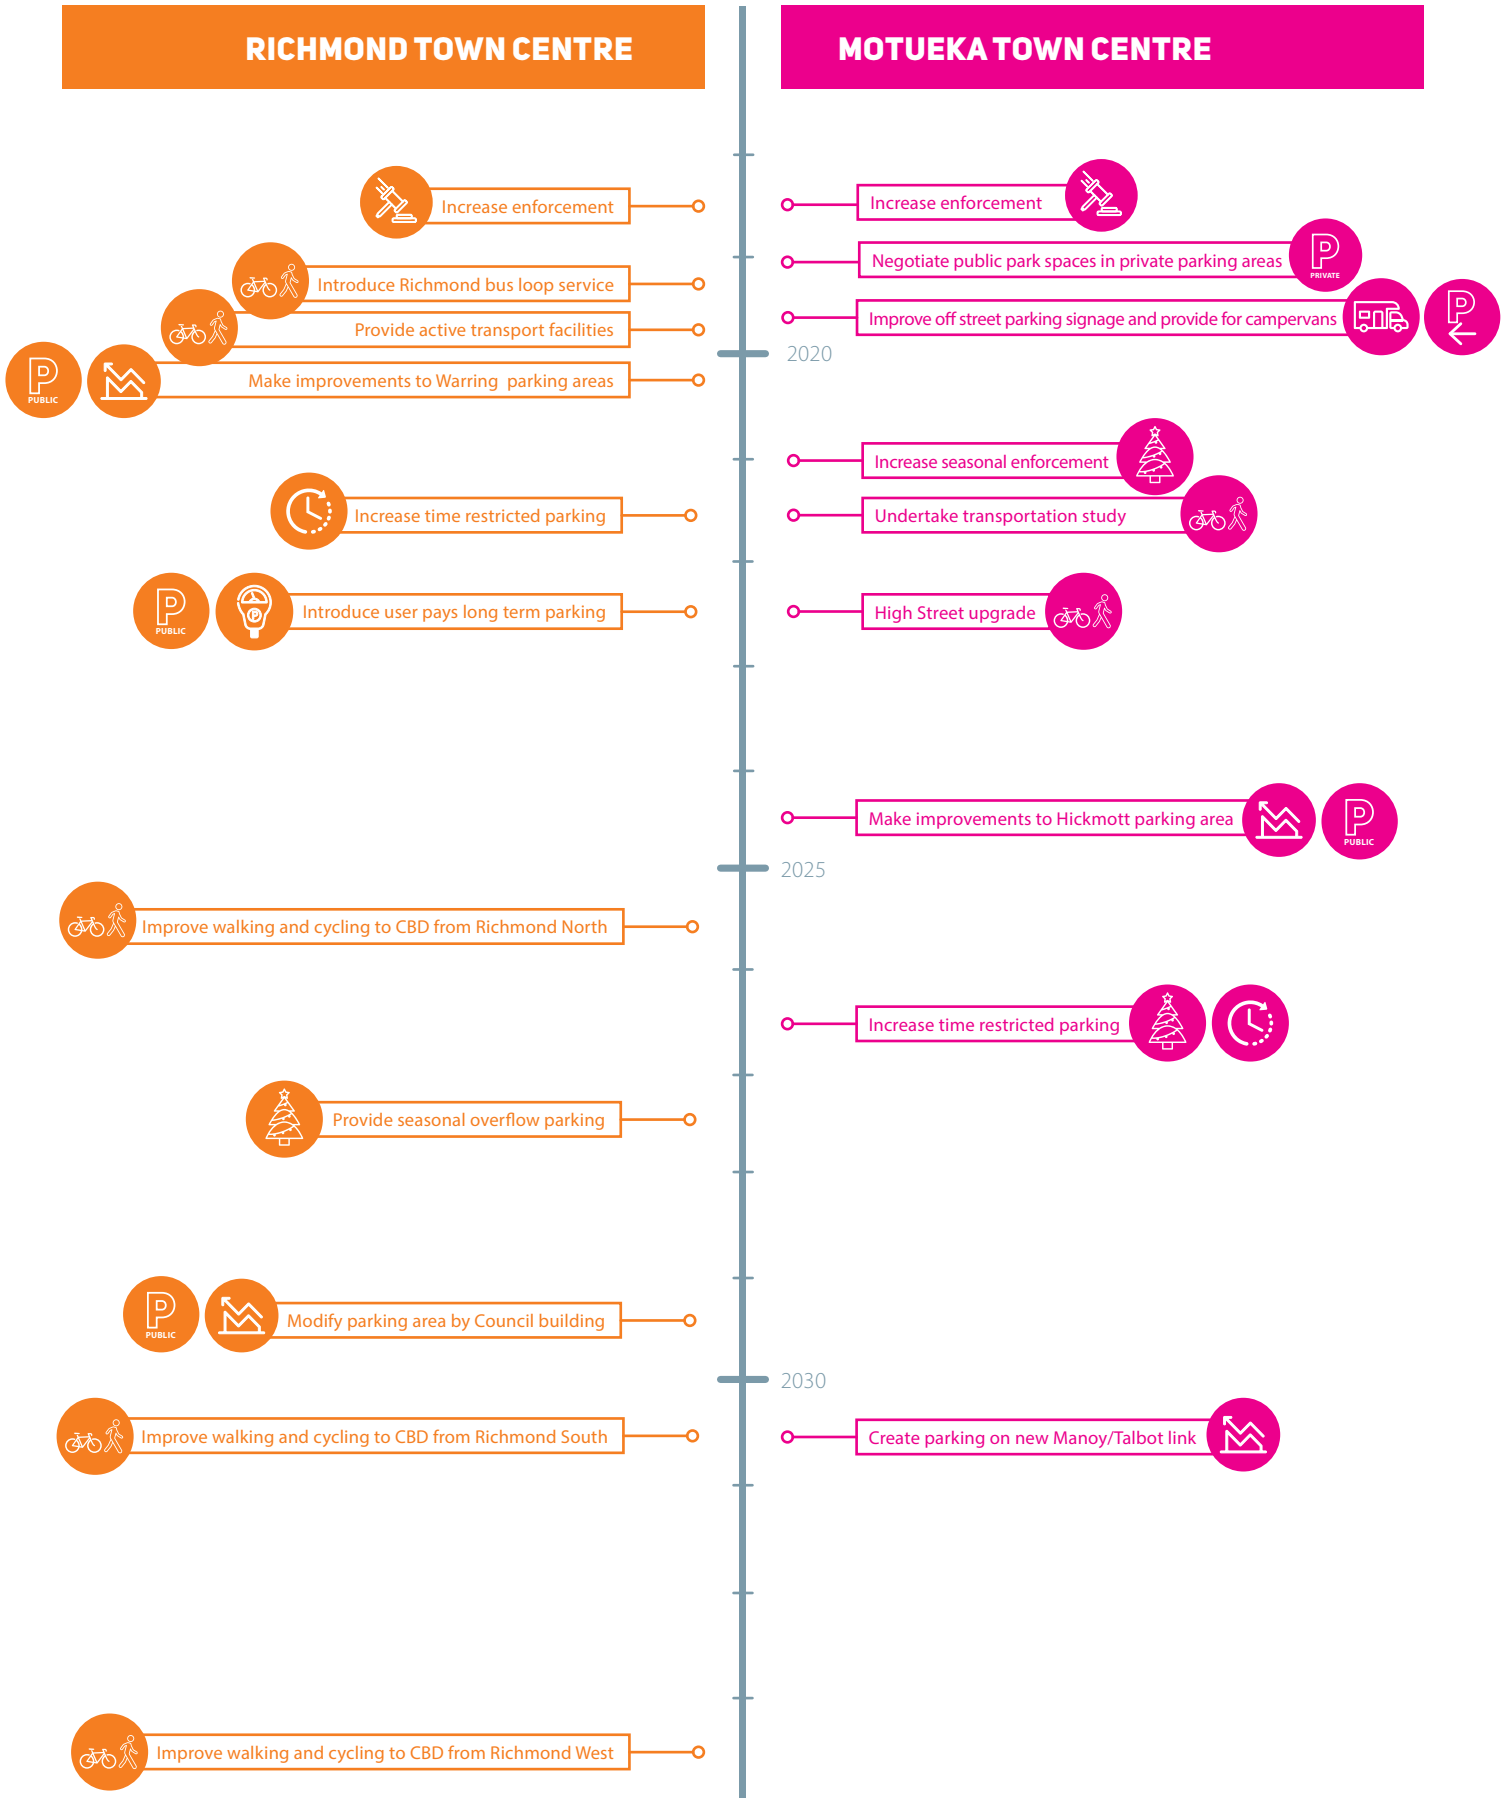 RICHMOND TOWN CENTRE
MOTUEKA TOWN CENTRE
Increase enforcement
Introduce Richmond bus loop service
Provide active transport facilities
P
PUBLIC
Make improvements to Warring parking areas
Increase time restricted parking
P
PUBLIC
P
Introduce user pays long term parking
Improve walking and cycling to CBD from Richmond North
Provide seasonal overflow parking
P
PUBLIC
Modify parking area by Council building
Improve walking and cycling to CBD from Richmond South
Improve walking and cycling to CBD from Richmond West
2020
2025
2030
Increase enforcement
Negotiate public park spaces in private parking areas
P
PRIVATE
Improve off street parking signage and provide for campervans
P
Increase seasonal enforcement
Undertake transportation study
High Street upgrade
Make improvements to Hickmott parking area
P
PUBLIC
Increase time restricted parking
Create parking on new Manoy/Talbot link